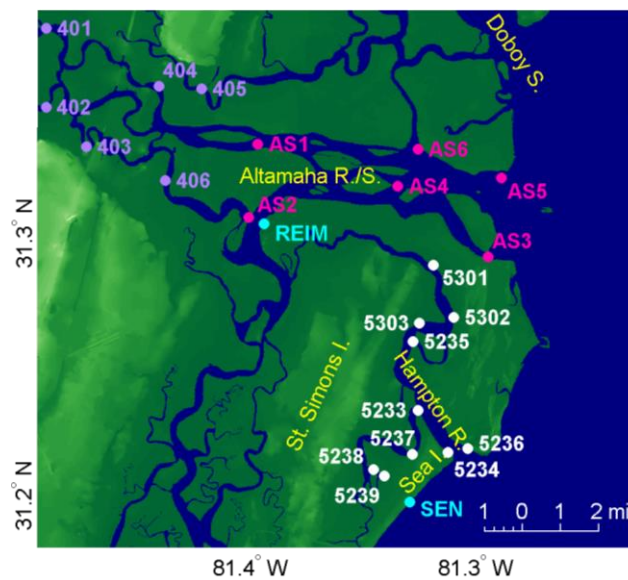 401
Doboy S.
404
405
402
403
AS1
AS6
406
Altamaha R./S.
AS4
AS5
AS2
REIM
AS3
31.3° N
5301
5303
5302
5235
St. Simons I.
Hampton R.
5233
5237
5236
5238
5234
5239
Sea I.
SEN
31.2° N
1 0 1 2 mi
81.4° W
81.3° W